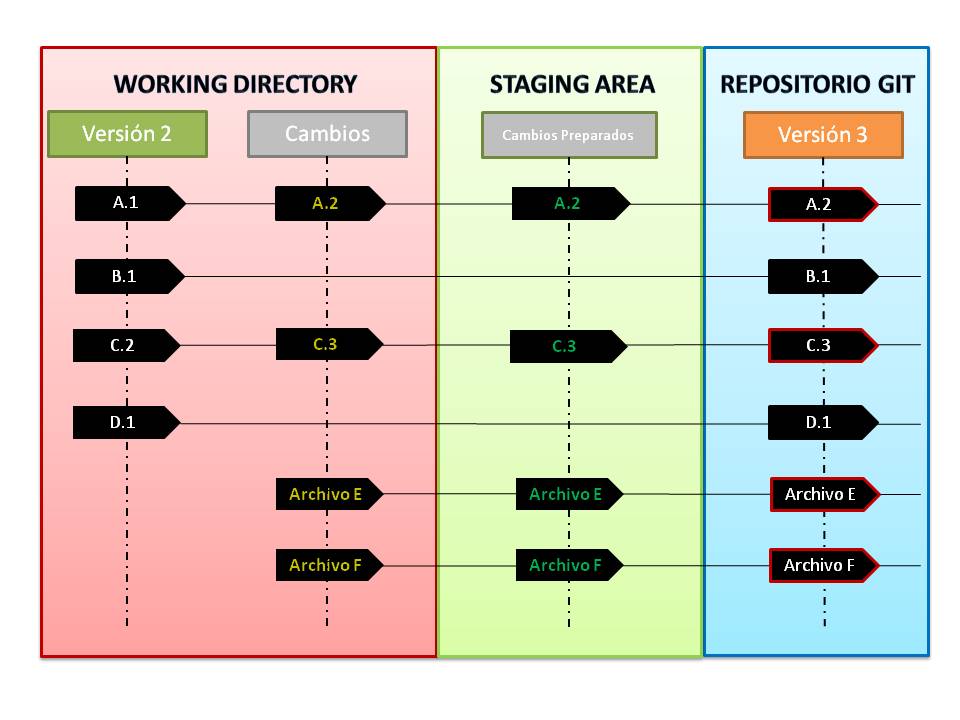 WORKING DIRECTORY
STAGING AREA
REPOSITORIO GIT
Versión 2
Cambios
Cambios Preparados
Versión 3
A.1
A.2
A.2
A.2
B.1
B.1
C.2
C.3
C.3
C.3
D.1
D.1
Archivo E
Archivo E
Archivo E
Archivo F
Archivo F
Archivo F